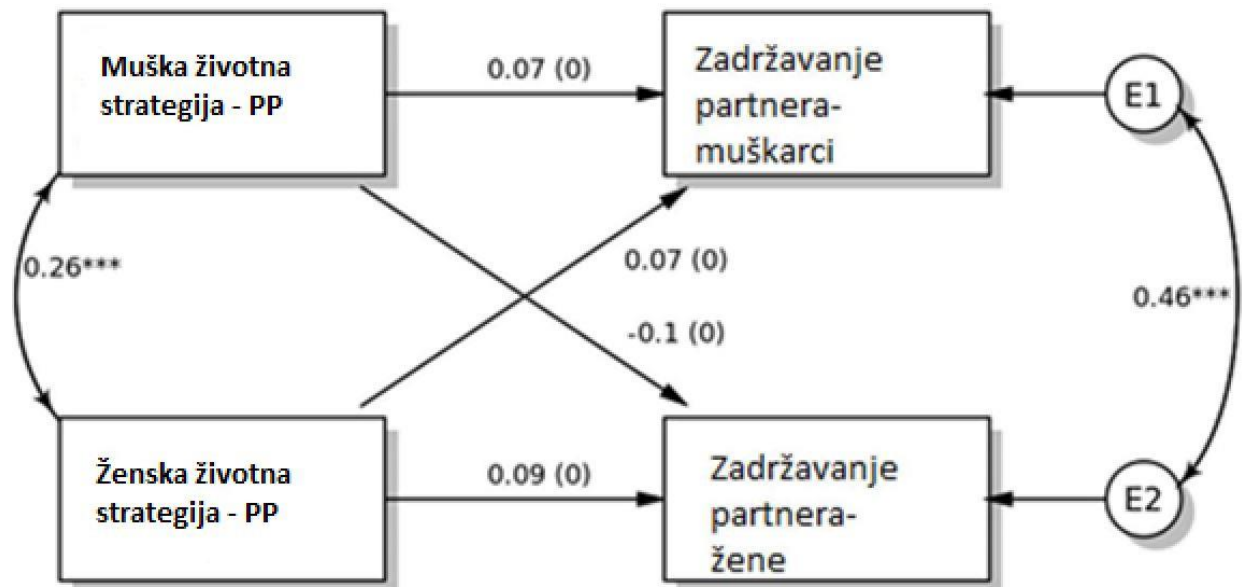 Muška životna
strategija - PP
0.07 (0)
Zadržavanje
partnera-
muškarci
E1
0.26***
0.07 (0)
-0.1 (0)
0.46***
Ženska životna
strategija - PP
0.09 (0)
Zadržavanje
partnera-
žene
E2